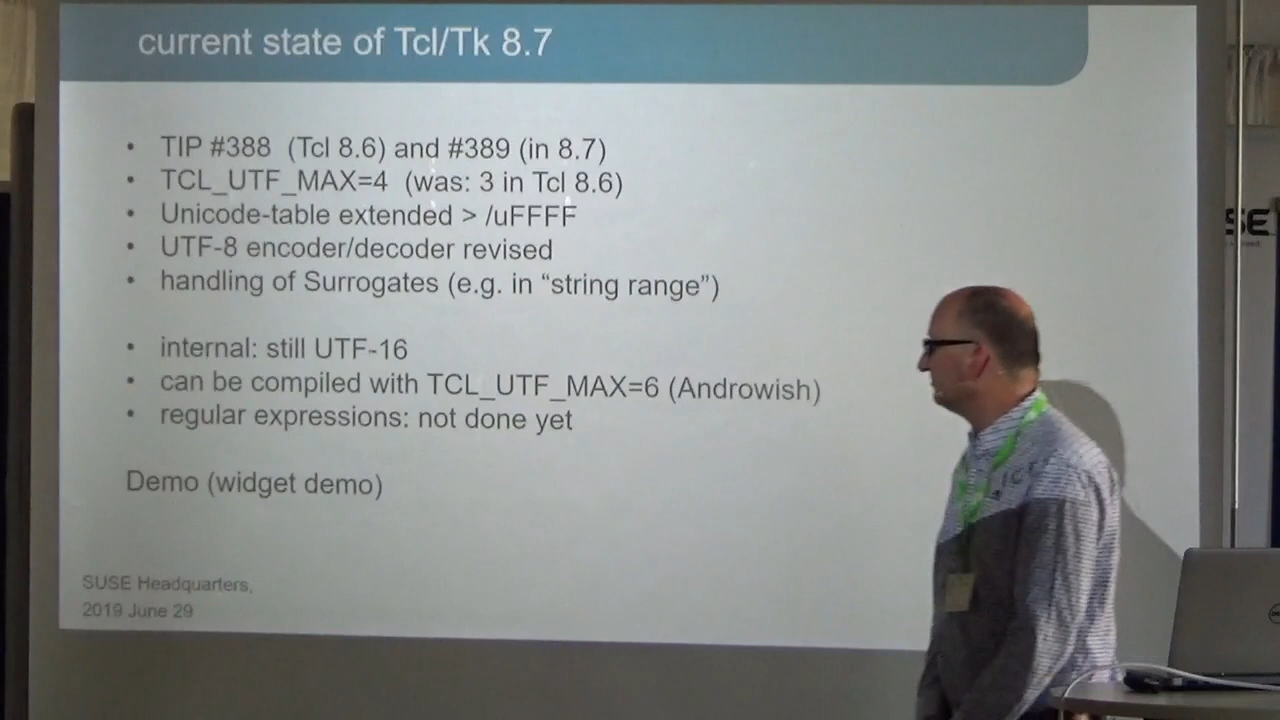 current state of Tcl/Tk 8.7
• TIP #388 (Tcl 8.6) and #389 (in 8.7)
• TCL_UTF_MAX=4 (was: 3 in Tcl 8.6)
• Unicode-table extended > /uFFFF
• UTF-8 encoder/decoder revised
• handling of Surrogates (e.g. in “string range”)
• internal: still UTF-16
• can be compiled with TCL_UTF_MAX=6 (Androwish)
• regular expressions: not done yet
Demo (widget demo)
SUSE Headquarters,
2019 June 29
SE